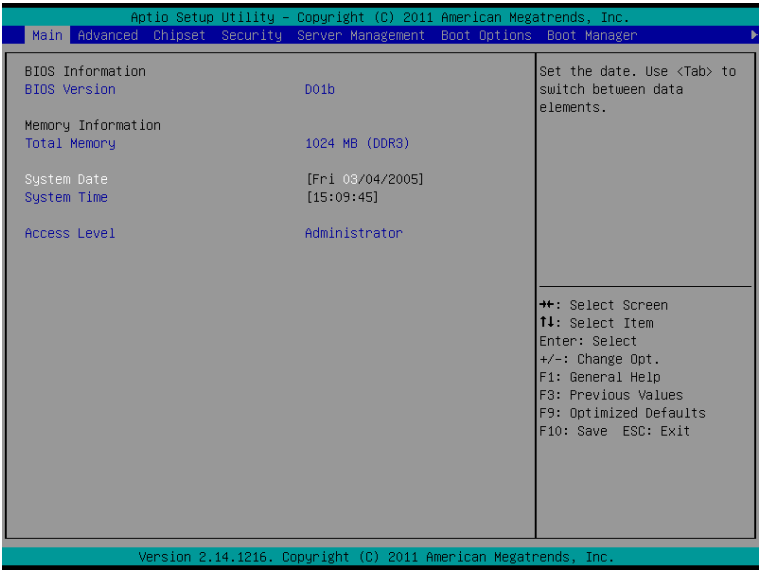 Aptio Setup Utility – Copyright (C) 2011 American Megatrends, Inc.
Main Advanced Chipset Security Server Management Boot Options Boot Manager
BIOS Information
BIOS Version D01b
Memory Information
Total Memory 1024 MB (DDR3)
System Date [Fri 03/04/2005]
System Time [15:09:45]
Access Level Administrator
Set the date. Use <Tab> to
switch between data
elements.
→←: Select Screen
↑↓: Select Item
Enter: Select
+/-: Change Opt.
F1: General Help
F3: Previous Values
F9: Optimized Defaults
F10: Save ESC: Exit
Version 2.14.1216. Copyright (C) 2011 American Megatrends, Inc.